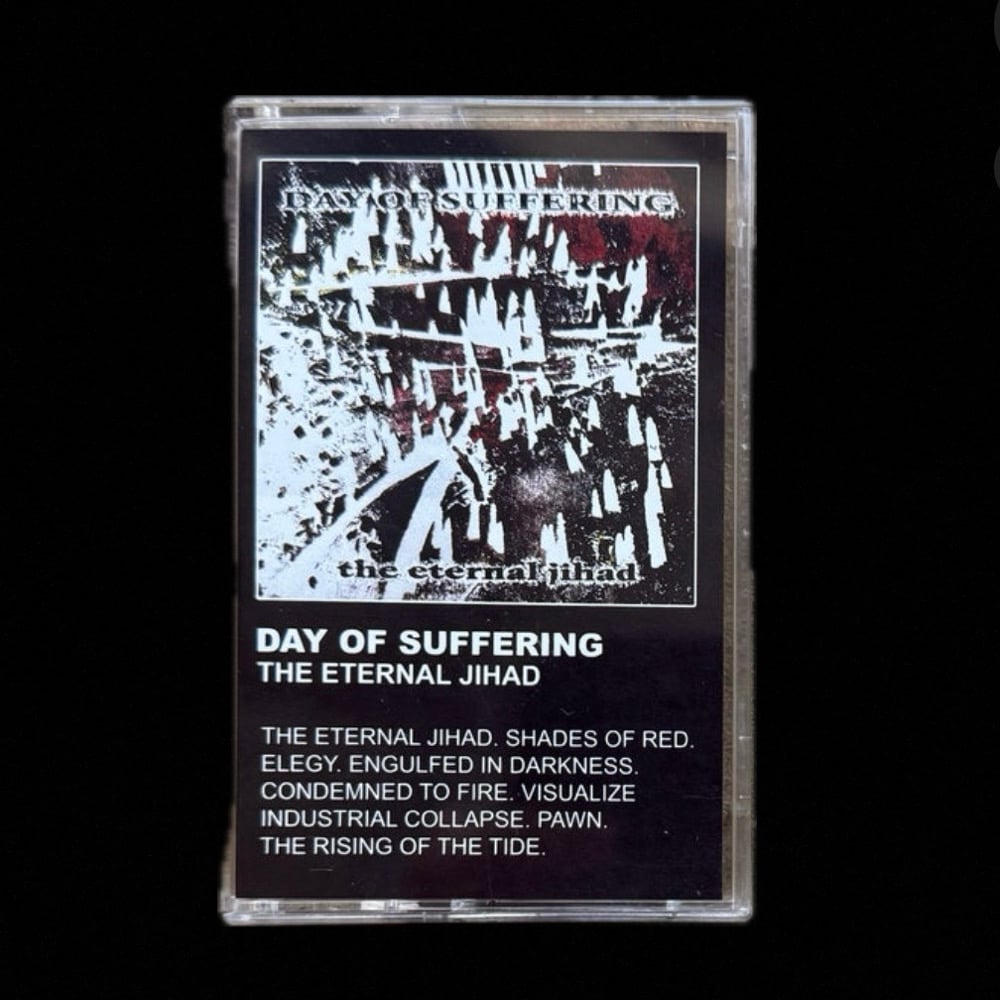 DAY OF SUFFERING
the eternal jihad
DAY OF SUFFERING
THE ETERNAL JIHAD
THE ETERNAL JIHAD. SHADES OF RED.
ELEGY. ENGULFED IN DARKNESS.
CONDEMNED TO FIRE. VISUALIZE
INDUSTRIAL COLLAPSE. PAWN.
THE RISING OF THE TIDE.